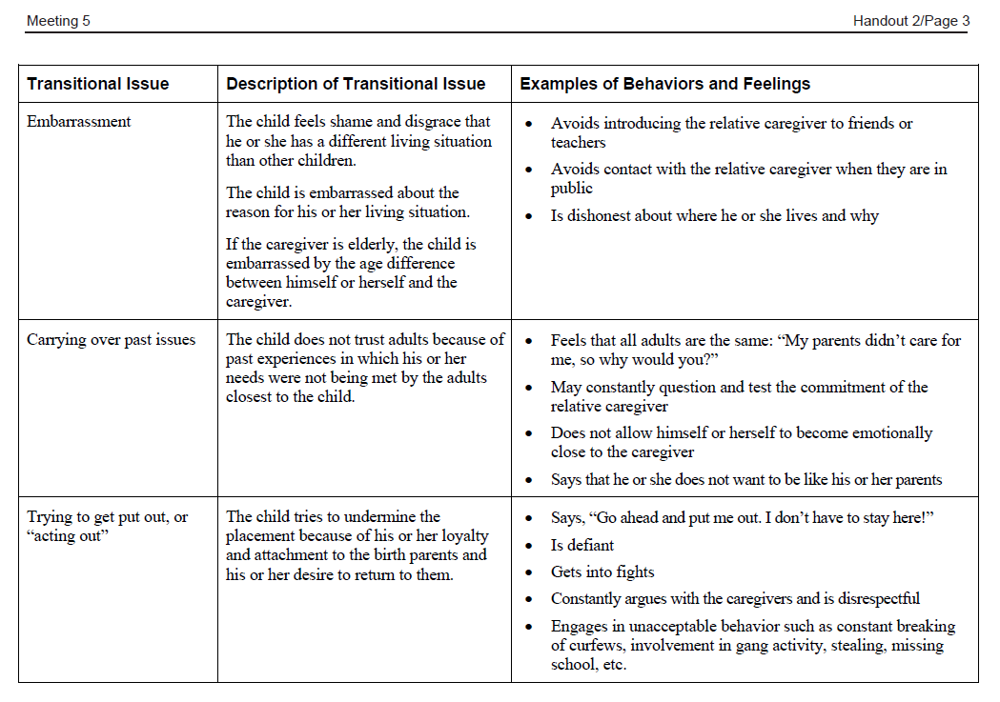 Meeting 5
Handout 2/Page 3
Transitional Issue
Description of Transitional Issue
Examples of Behaviors and Feelings
Embarrassment
The child feels shame and disgrace that
he or she has a different living situation
than other children.
The child is embarrassed about the
reason for his or her living situation.
If the caregiver is elderly, the child is
embarrassed by the age difference
between himself or herself and the
caregiver.
• Avoids introducing the relative caregiver to friends or
teachers
• Avoids contact with the relative caregiver when they are in
public
• Is dishonest about where he or she lives and why
Carrying over past issues
The child does not trust adults because of
past experiences in which his or her
needs were not being met by the adults
closest to the child.
• Feels that all adults are the same: “My parents didn’t care for
me, so why would you?”
• May constantly question and test the commitment of the
relative caregiver
• Does not allow himself or herself to become emotionally
close to the caregiver
• Says that he or she does not want to be like his or her parents
Trying to get put out, or
“acting out”
The child tries to undermine the
placement because of his or her loyalty
and attachment to the birth parents and
his or her desire to return to them.
• Says, “Go ahead and put me out. I don’t have to stay here!”
• Is defiant
• Gets into fights
• Constantly argues with the caregivers and is disrespectful
• Engages in unacceptable behavior such as constant breaking
of curfews, involvement in gang activity, stealing, missing
school, etc.